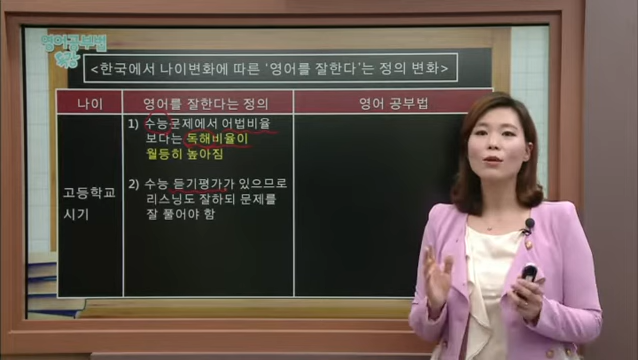 영어공부법
특강
<한국에서 나이변화에 따른 '영어를 잘한다'는 정의 변화>
나이
영어를 잘한다는 정의
영어 공부법
고등학교
시기
1) 수능문제에서 어법비율
보다는 독해비율이
월등히 높아짐
2) 수능 듣기평가가 있으므로
리스닝도 잘하되 문제를
잘 풀어야 함